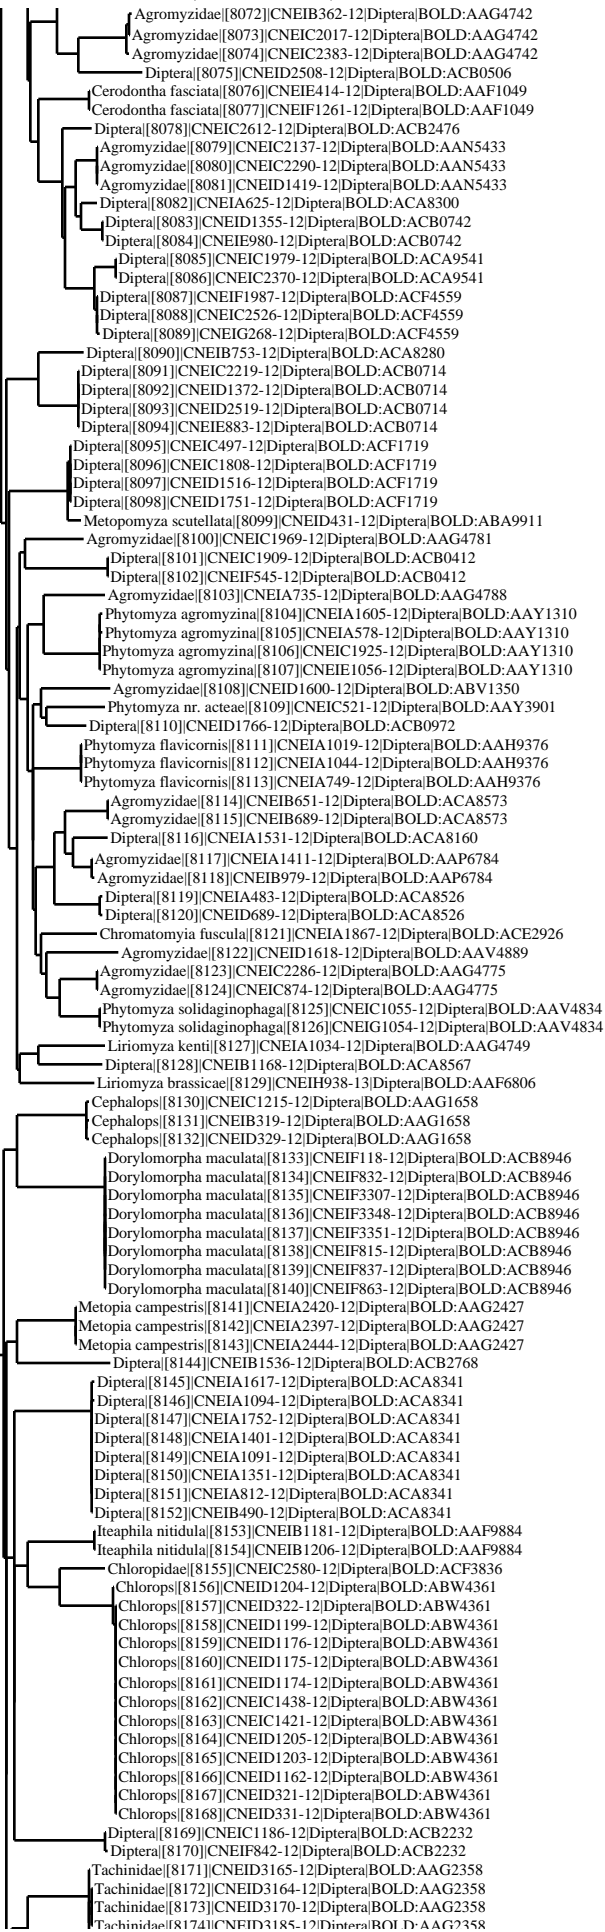 Agromyzidae|[8072]|CNEIB362-12|Diptera|BOLD:AAG4742
Agromyzidae|[8073]|CNEIC2017-12|Diptera|BOLD:AAG4742
Agromyzidae|[8074]|CNEIC2383-12|Diptera|BOLD:AAG4742
Diptera|[8075]|CNEID2508-12|Diptera|BOLD:ACB0506
Cerodontha fasciata|[8076]|CNEIE414-12|Diptera|BOLD:AAF1049
Cerodontha fasciata|[8077]|CNEIF1261-12|Diptera|BOLD:AAF1049
Diptera|[8078]|CNEIC2612-12|Diptera|BOLD:ACB2476
Agromyzidae|[8079]|CNEIC2137-12|Diptera|BOLD:AAN5433
Agromyzidae|[8080]|CNEIC2290-12|Diptera|BOLD:AAN5433
Agromyzidae|[8081]|CNEID1419-12|Diptera|BOLD:AAN5433
Diptera|[8082]|CNEIA625-12|Diptera|BOLD:ACA8300
Diptera|[8083]|CNEID1355-12|Diptera|BOLD:ACB0742
Diptera|[8084]|CNEIE980-12|Diptera|BOLD:ACB0742
Diptera|[8085]|CNEIC1979-12|Diptera|BOLD:ACA9541
Diptera|[8086]|CNEIC2370-12|Diptera|BOLD:ACA9541
Diptera|[8087]|CNEIF1987-12|Diptera|BOLD:ACF4559
Diptera|[8088]|CNEIC2526-12|Diptera|BOLD:ACF4559
Diptera|[8089]|CNEIG268-12|Diptera|BOLD:ACF4559
Diptera|[8090]|CNEIB753-12|Diptera|BOLD:ACA8280
Diptera|[8091]|CNEIC2219-12|Diptera|BOLD:ACB0714
Diptera|[8092]|CNEID1372-12|Diptera|BOLD:ACB0714
Diptera|[8093]|CNEID2519-12|Diptera|BOLD:ACB0714
Diptera|[8094]|CNEIE883-12|Diptera|BOLD:ACB0714
Diptera|[8095]|CNEIC497-12|Diptera|BOLD:ACF1719
Diptera|[8096]|CNEIC1808-12|Diptera|BOLD:ACF1719
Diptera|[8097]|CNEID1516-12|Diptera|BOLD:ACF1719
Diptera|[8098]|CNEID1751-12|Diptera|BOLD:ACF1719
Metopomyza scutellata|[8099]|CNEID431-12|Diptera|BOLD:ABA9911
Agromyzidae|[8100]|CNEIC1969-12|Diptera|BOLD:AAG4781
Diptera|[8101]|CNEIC1909-12|Diptera|BOLD:ACB0412
Diptera|[8102]|CNEIF545-12|Diptera|BOLD:ACB0412
Agromyzidae|[8103]|CNEIA735-12|Diptera|BOLD:AAG4788
Phytomyza agromyzina|[8104]|CNEIA1605-12|Diptera|BOLD:AAY1310
Phytomyza agromyzina|[8105]|CNEIA578-12|Diptera|BOLD:AAY1310
Phytomyza agromyzina|[8106]|CNEIC1925-12|Diptera|BOLD:AAY1310
Phytomyza agromyzina|[8107]|CNEIE1056-12|Diptera|BOLD:AAY1310
Agromyzidae|[8108]|CNEID1600-12|Diptera|BOLD:ABV1350
Phytomyza nr. acteae|[8109]|CNEIC521-12|Diptera|BOLD:AAY3901
Diptera|[8110]|CNEID1766-12|Diptera|BOLD:ACB0972
Phytomyza flavicornis|[8111]|CNEIA1019-12|Diptera|BOLD:AAH9376
Phytomyza flavicornis|[8112]|CNEIA1044-12|Diptera|BOLD:AAH9376
Phytomyza flavicornis|[8113]|CNEIA749-12|Diptera|BOLD:AAH9376
Agromyzidae|[8114]|CNEIB651-12|Diptera|BOLD:ACA8573
Agromyzidae|[8115]|CNEIB689-12|Diptera|BOLD:ACA8573
Diptera|[8116]|CNEIA1531-12|Diptera|BOLD:ACA8160
Agromyzidae|[8117]|CNEIA1411-12|Diptera|BOLD:AAP6784
Agromyzidae|[8118]|CNEIB979-12|Diptera|BOLD:AAP6784
Diptera|[8119]|CNEIA483-12|Diptera|BOLD:ACA8526
Diptera|[8120]|CNEID689-12|Diptera|BOLD:ACA8526
Chromatomyia fuscula|[8121]|CNEIA1867-12|Diptera|BOLD:ACE2926
Agromyzidae|[8122]|CNEID1618-12|Diptera|BOLD:AAV4889
Agromyzidae|[8123]|CNEIC2286-12|Diptera|BOLD:AAG4775
Agromyzidae|[8124]|CNEIC874-12|Diptera|BOLD:AAG4775
Phytomyza solidaginophaga|[8125]|CNEIC1055-12|Diptera|BOLD:AAV4834
Phytomyza solidaginophaga|[8126]|CNEIG1054-12|Diptera|BOLD:AAV4834
Liriomyza kenti|[8127]|CNEIA1034-12|Diptera|BOLD:AAG4749
Diptera|[8128]|CNEIB1168-12|Diptera|BOLD:ACA8567
Liriomyza brassicae|[8129]|CNEIH938-13|Diptera|BOLD:AAF6806
Cephalops|[8130]|CNEIC1215-12|Diptera|BOLD:AAG1658
Cephalops|[8131]|CNEIB319-12|Diptera|BOLD:AAG1658
Cephalops|[8132]|CNEID329-12|Diptera|BOLD:AAG1658
Dorylomorpha maculata|[8133]|CNEIF118-12|Diptera|BOLD:ACB8946
Dorylomorpha maculata|[8134]|CNEIF832-12|Diptera|BOLD:ACB8946
Dorylomorpha maculata|[8135]|CNEIF3307-12|Diptera|BOLD:ACB8946
Dorylomorpha maculata|[8136]|CNEIF3348-12|Diptera|BOLD:ACB8946
Dorylomorpha maculata|[8137]|CNEIF3351-12|Diptera|BOLD:ACB8946
Dorylomorpha maculata|[8138]|CNEIF815-12|Diptera|BOLD:ACB8946
Dorylomorpha maculata|[8139]|CNEIF837-12|Diptera|BOLD:ACB8946
Dorylomorpha maculata|[8140]|CNEIF863-12|Diptera|BOLD:ACB8946
Metopia campestris|[8141]|CNEIA2420-12|Diptera|BOLD:AAG2427
Metopia campestris|[8142]|CNEIA2397-12|Diptera|BOLD:AAG2427
Metopia campestris|[8143]|CNEIA2444-12|Diptera|BOLD:AAG2427
Diptera|[8144]|CNEIB1536-12|Diptera|BOLD:ACB2768
Diptera|[8145]|CNEIA1617-12|Diptera|BOLD:ACA8341
Diptera|[8146]|CNEIA1094-12|Diptera|BOLD:ACA8341
Diptera|[8147]|CNEIA1752-12|Diptera|BOLD:ACA8341
Diptera|[8148]|CNEIA1401-12|Diptera|BOLD:ACA8341
Diptera|[8149]|CNEIA1091-12|Diptera|BOLD:ACA8341
Diptera|[8150]|CNEIA1351-12|Diptera|BOLD:ACA8341
Diptera|[8151]|CNEIA812-12|Diptera|BOLD:ACA8341
Diptera|[8152]|CNEIB490-12|Diptera|BOLD:ACA8341
Iteaphila nitidula|[8153]|CNEIB1181-12|Diptera|BOLD:AAF9884
Iteaphila nitidula|[8154]|CNEIB1206-12|Diptera|BOLD:AAF9884
Chloropidae|[8155]|CNEIC2580-12|Diptera|BOLD:ACF3836
Chlorops|[8156]|CNEID1204-12|Diptera|BOLD:ABW4361
Chlorops|[8157]|CNEID322-12|Diptera|BOLD:ABW4361
Chlorops|[8158]|CNEID1199-12|Diptera|BOLD:ABW4361
Chlorops|[8159]|CNEID1176-12|Diptera|BOLD:ABW4361
Chlorops|[8160]|CNEID1175-12|Diptera|BOLD:ABW4361
Chlorops|[8161]|CNEID1174-12|Diptera|BOLD:ABW4361
Chlorops|[8162]|CNEIC1438-12|Diptera|BOLD:ABW4361
Chlorops|[8163]|CNEIC1421-12|Diptera|BOLD:ABW4361
Chlorops|[8164]|CNEID1205-12|Diptera|BOLD:ABW4361
Chlorops|[8165]|CNEID1203-12|Diptera|BOLD:ABW4361
Chlorops|[8166]|CNEID1162-12|Diptera|BOLD:ABW4361
Chlorops|[8167]|CNEID321-12|Diptera|BOLD:ABW4361
Chlorops|[8168]|CNEID331-12|Diptera|BOLD:ABW4361
Diptera|[8169]|CNEIC1186-12|Diptera|BOLD:ACB2232
Diptera|[8170]|CNEIF842-12|Diptera|BOLD:ACB2232
Tachinidae|[8171]|CNEID3165-12|Diptera|BOLD:AAG2358
Tachinidae|[8172]|CNEID3164-12|Diptera|BOLD:AAG2358
Tachinidae|[8173]|CNEID3170-12|Diptera|BOLD:AAG2358
Tachinidae|[8174]|CNEID3185-12|Diptera|BOLD:AAG2358